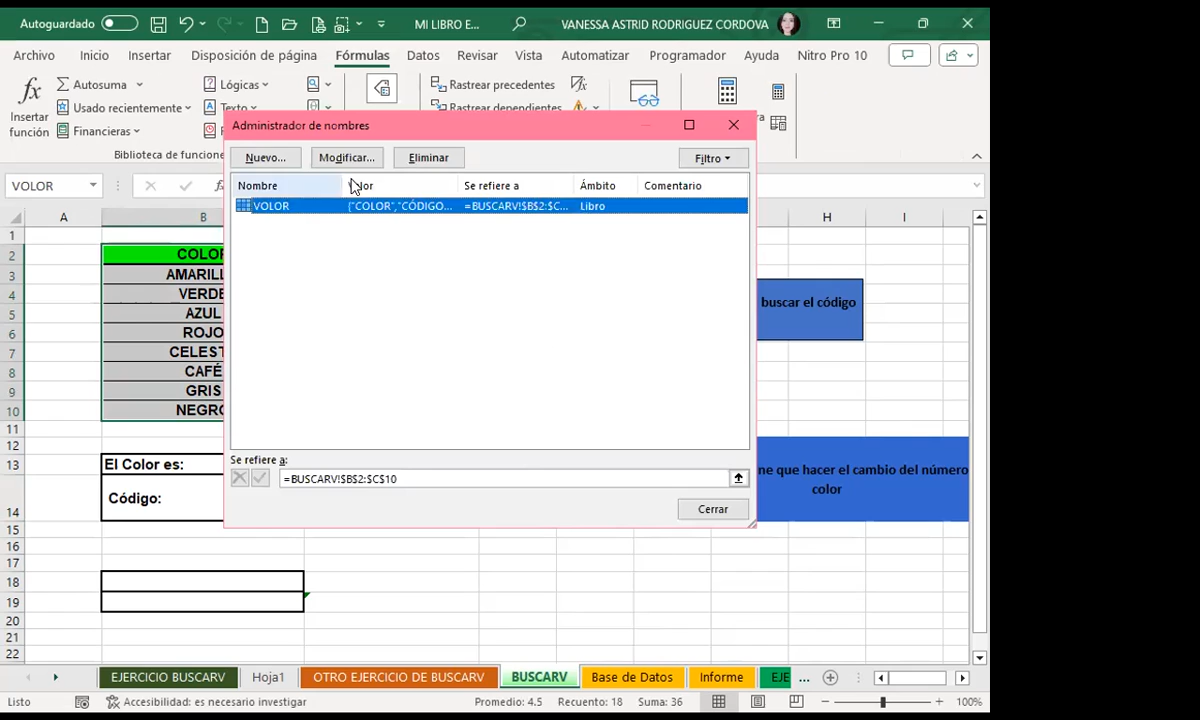 Autoguardado
MI LIBRO E...
VANESSA ASTRID RODRIGUEZ CORDOVA
Archivo Inicio Insertar Disposición de página Fórmulas Datos Revisar Vista Automatizar Programador Ayuda Nitro Pro 10
fx Insertar función
Autosuma
Usado recientemente
Financieras
Lógicas
Texto
Rastrear precedentes
Rastrear dependientes
Biblioteca de funcione
Administrador de nombres
Nuevo... Modificar... Eliminar Filtro
Nombre Se refiere a Ámbito Comentario
VOLOR {"COLOR","CÓDIGO... =BUSCARV!$B$2:$C... Libro
Se refiere a:
=BUSCARV!$B$2:$C$10
Cerrar
VOLOR
A B H I
1
2 COLOR
3 AMARILL
4 VERDE
5 AZUL
6 ROJO
7 CELEST
8 CAFÉ
9 GRIS
10 NEGRO
11
12
13 El Color es:
14 Código:
15
16
17
18
19
20
21
22
buscar el código
ne que hacer el cambio del número
color
EJERCICIO BUSCARV Hoja1 OTRO EJERCICIO DE BUSCARV BUSCARV Base de Datos Informe EJE ...
Listo Accesibilidad: es necesario investigar Promedio: 4.5 Recuento: 18 Suma: 36 100%